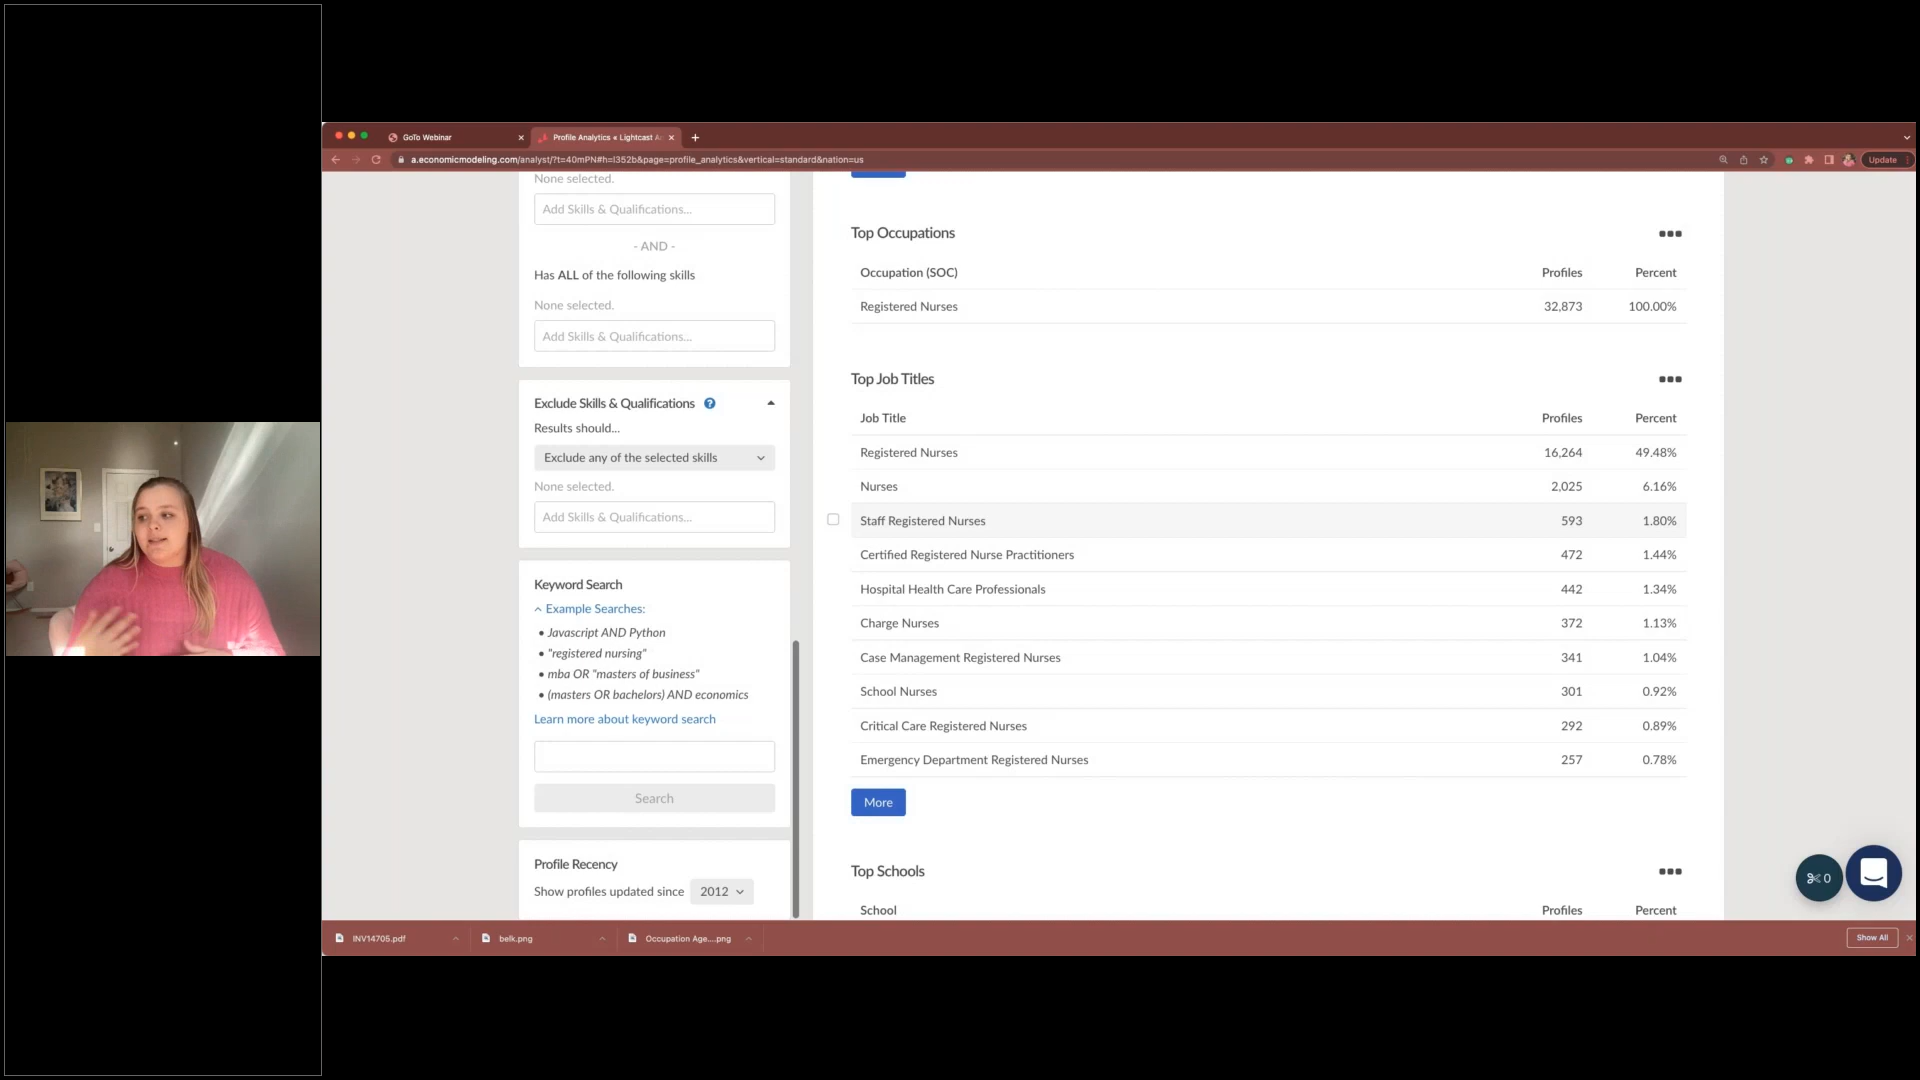 GoTo Webinar
Profile Analytics « Lightcast A
a.economicmodeling.com/analyst/?t=40mPN#h=I352b&page=profile_analytics&vertical=standard&nation=us
Update
None selected.
Add Skills & Qualifications...
- AND -
Has ALL of the following skills
None selected.
Add Skills & Qualifications...
Exclude Skills & Qualifications ?
Results should...
Exclude any of the selected skills
None selected.
Add Skills & Qualifications...
Keyword Search
Example Searches:
• Javascript AND Python
• "registered nursing"
• mba OR "masters of business"
• (masters OR bachelors) AND economics
Learn more about keyword search
Search
Profile Recency
Show profiles updated since 2012
Top Occupations
Occupation (SOC) Profiles Percent
Registered Nurses 32,873 100.00%
Top Job Titles
Job Title Profiles Percent
Registered Nurses 16,264 49.48%
Nurses 2,025 6.16%
Staff Registered Nurses 593 1.80%
Certified Registered Nurse Practitioners 472 1.44%
Hospital Health Care Professionals 442 1.34%
Charge Nurses 372 1.13%
Case Management Registered Nurses 341 1.04%
School Nurses 301 0.92%
Critical Care Registered Nurses 292 0.89%
Emergency Department Registered Nurses 257 0.78%
More
Top Schools
School Profiles Percent
0
INV14705.pdf
belk.png
Occupation Age....png
Show All